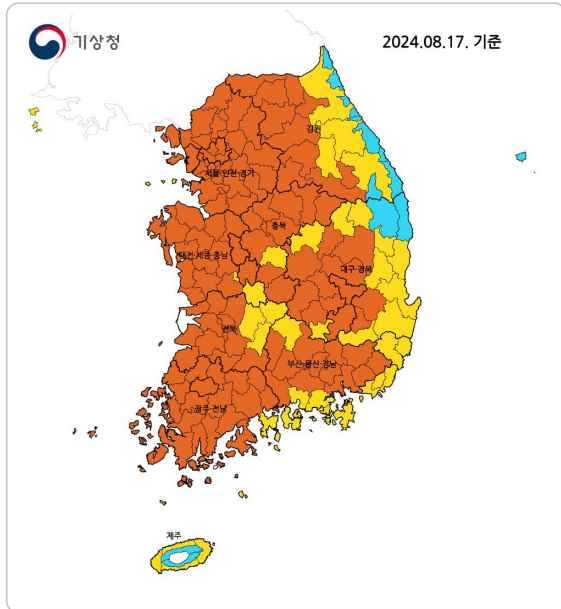 기상청
2024.08.17. 기준
강원
서울·인천·경기
충북
대전·세종·충남
대구·경북
전북
부산·울산·경남
광주·전남
제주